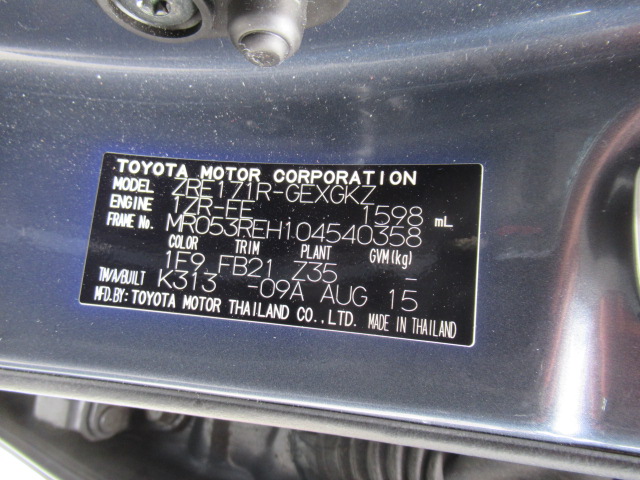 TOYOTA MOTOR CORPORATION
MODEL ZRE171R-GEXGKZ
ENGINE 1ZR-FE 1598 mL
FRAME No. MR053REH104540358
COLOR TRIM PLANT GVM(kg)
1F9 FB21 Z35 -
T/WA/BUILT K313 -09A AUG 15
MFD.BY: TOYOTA MOTOR THAILAND CO.,LTD. MADE IN THAILAND